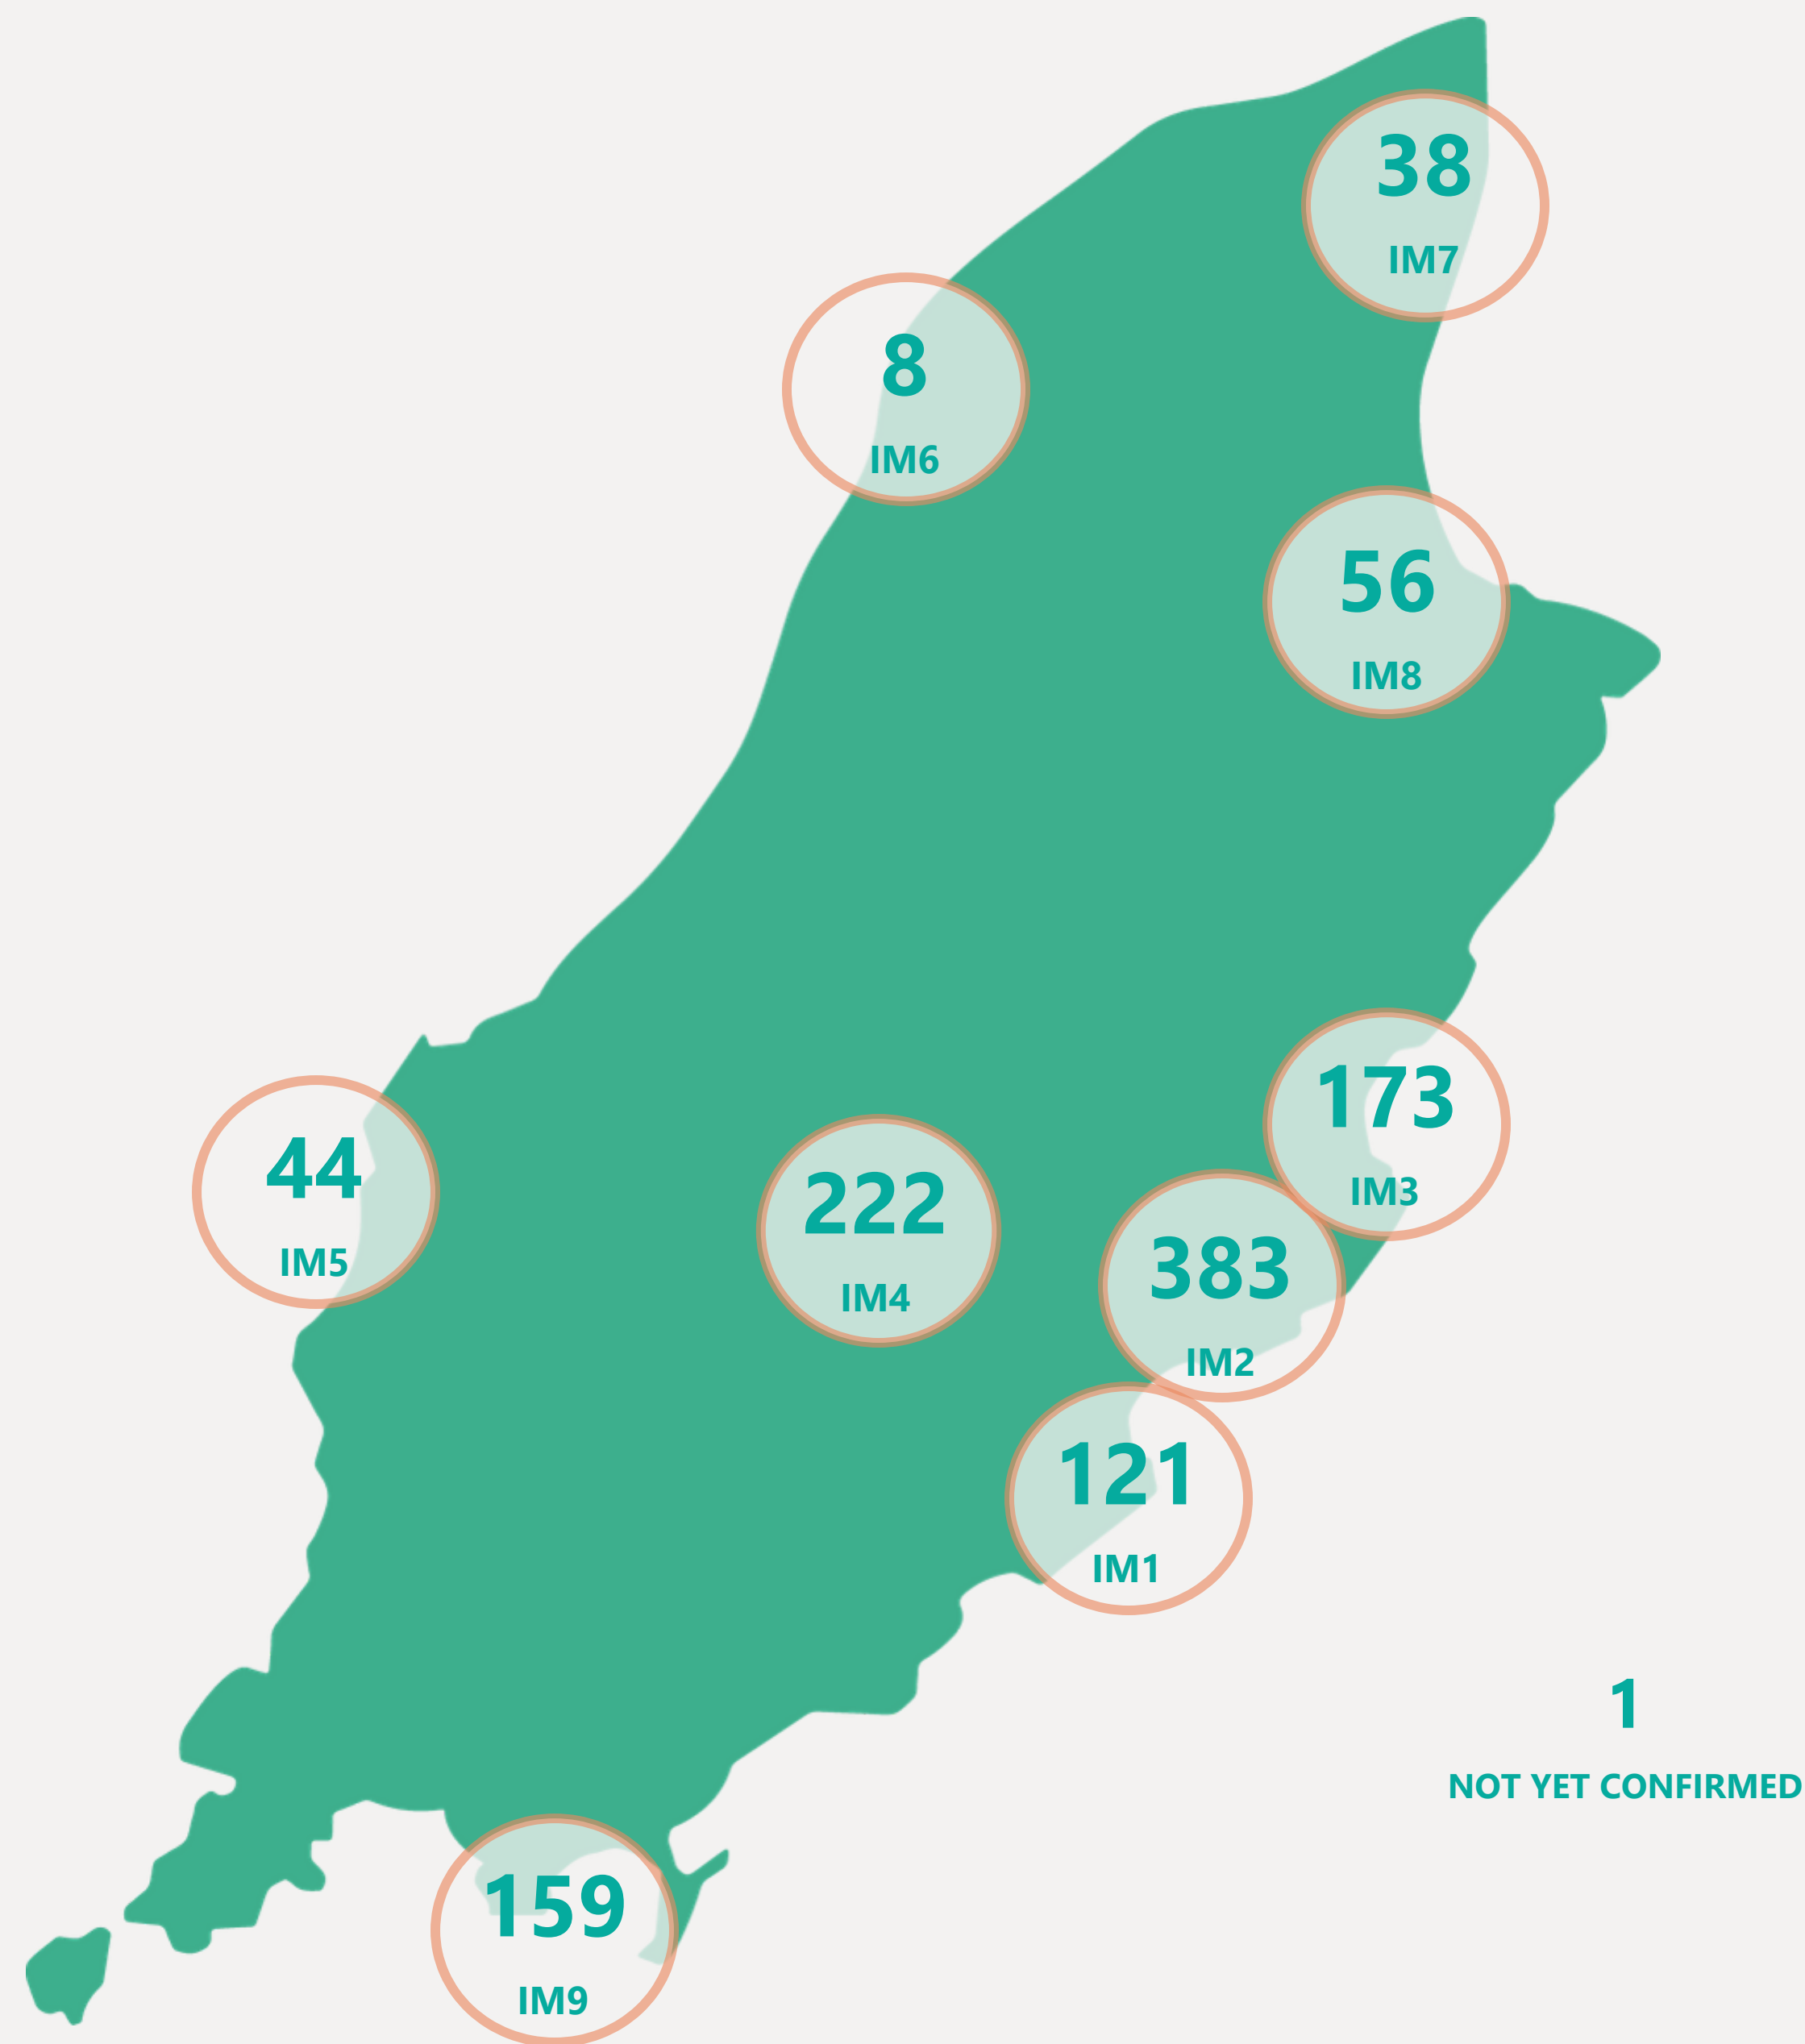 38
IM7
8
IM6
56
IM8
173
IM3
44
IM5
222
IM4
383
IM2
121
IM1
1
NOT YET CONFIRMED
159
IM9